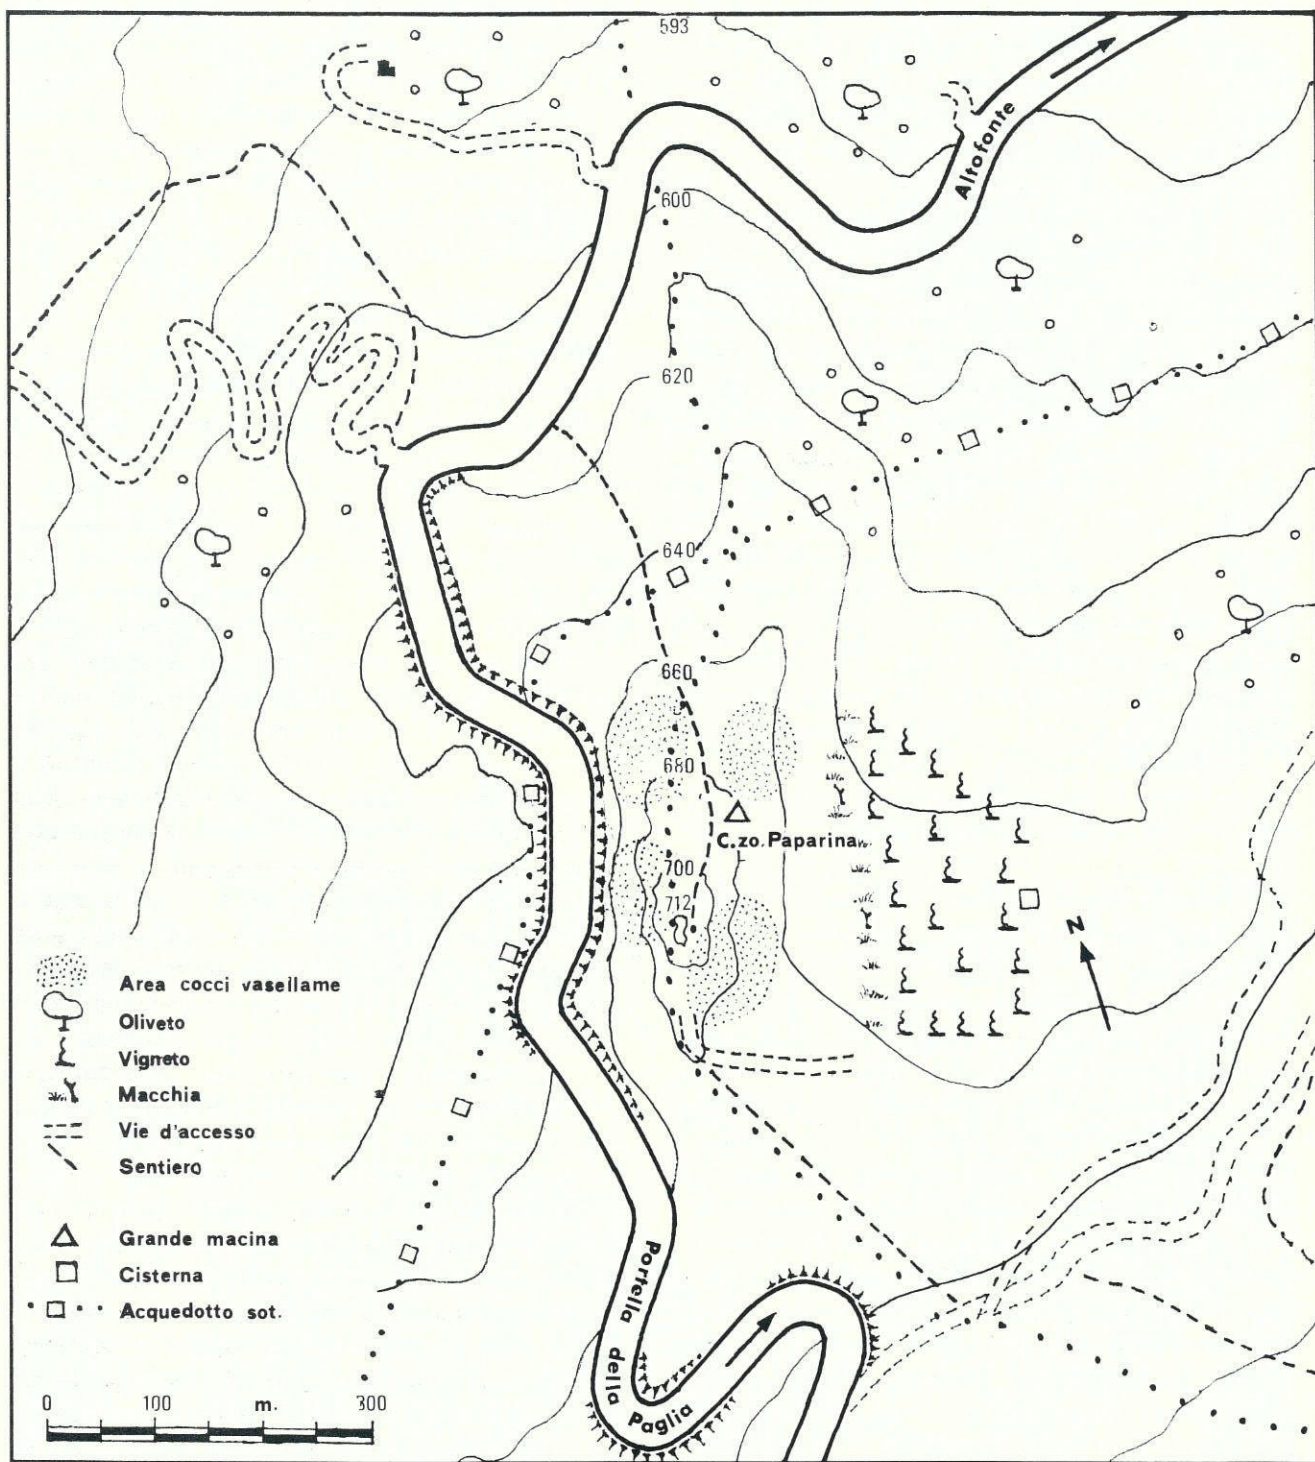 593
Altofonte
600
620
640
660
680
C.zo.Paparina
700
712
N
Area cocci vasellame
Oliveto
Vigneto
Macchia
Vie d'accesso
Sentiero
Grande macina
Cisterna
Acquedotto sot.
Portella della Paglia
0 100 m. 300